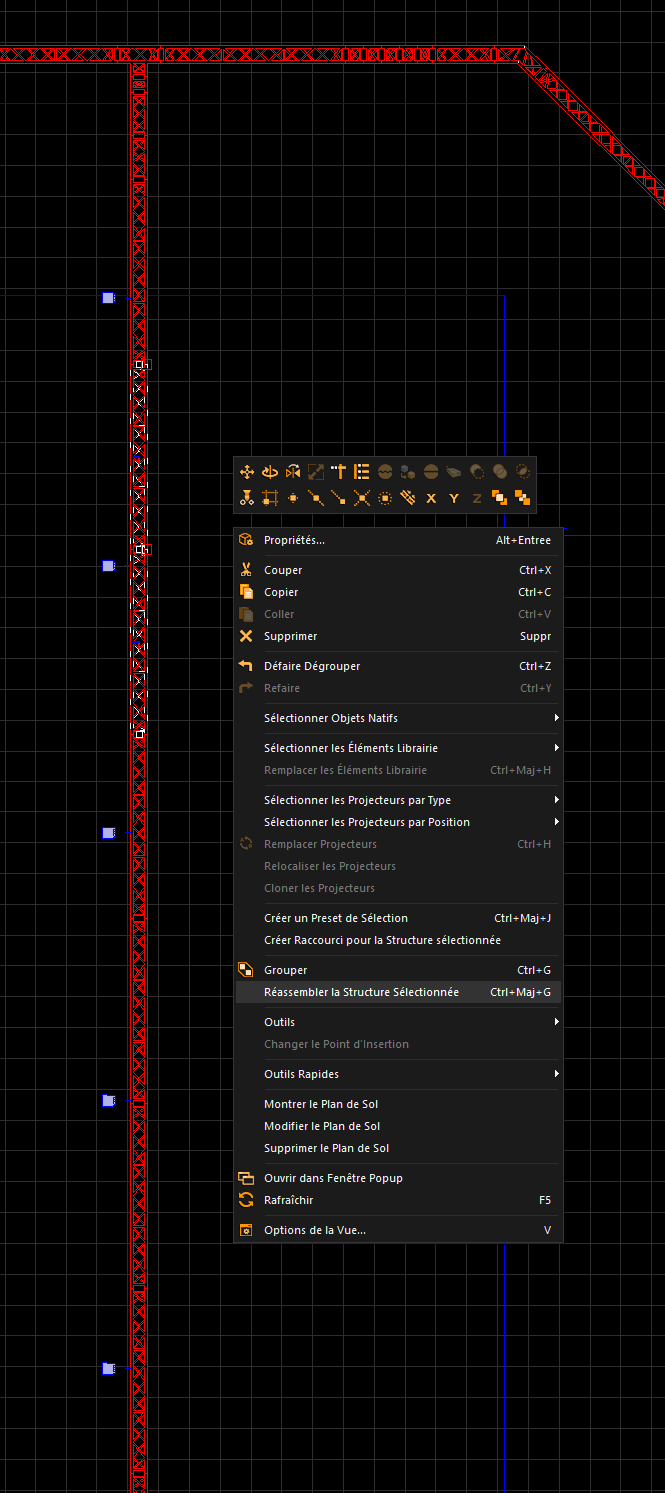 X Y Z
Propriétés... Alt+Entree
Couper Ctrl+X
Copier Ctrl+C
Coller Ctrl+V
Supprimer Suppr
Défaire Dégrouper Ctrl+Z
Refaire Ctrl+Y
Sélectionner Objets Natifs
Sélectionner les Éléments Librairie
Remplacer les Éléments Librairie Ctrl+Maj+H
Sélectionner les Projecteurs par Type
Sélectionner les Projecteurs par Position
Remplacer Projecteurs Ctrl+H
Relocaliser les Projecteurs
Cloner les Projecteurs
Créer un Preset de Sélection Ctrl+Maj+J
Créer Raccourci pour la Structure sélectionnée
Grouper Ctrl+G
Réassembler la Structure Sélectionnée Ctrl+Maj+G
Outils
Changer le Point d'Insertion
Outils Rapides
Montrer le Plan de Sol
Modifier le Plan de Sol
Supprimer le Plan de Sol
Ouvrir dans Fenêtre Popup
Rafraîchir F5
Options de la Vue... V